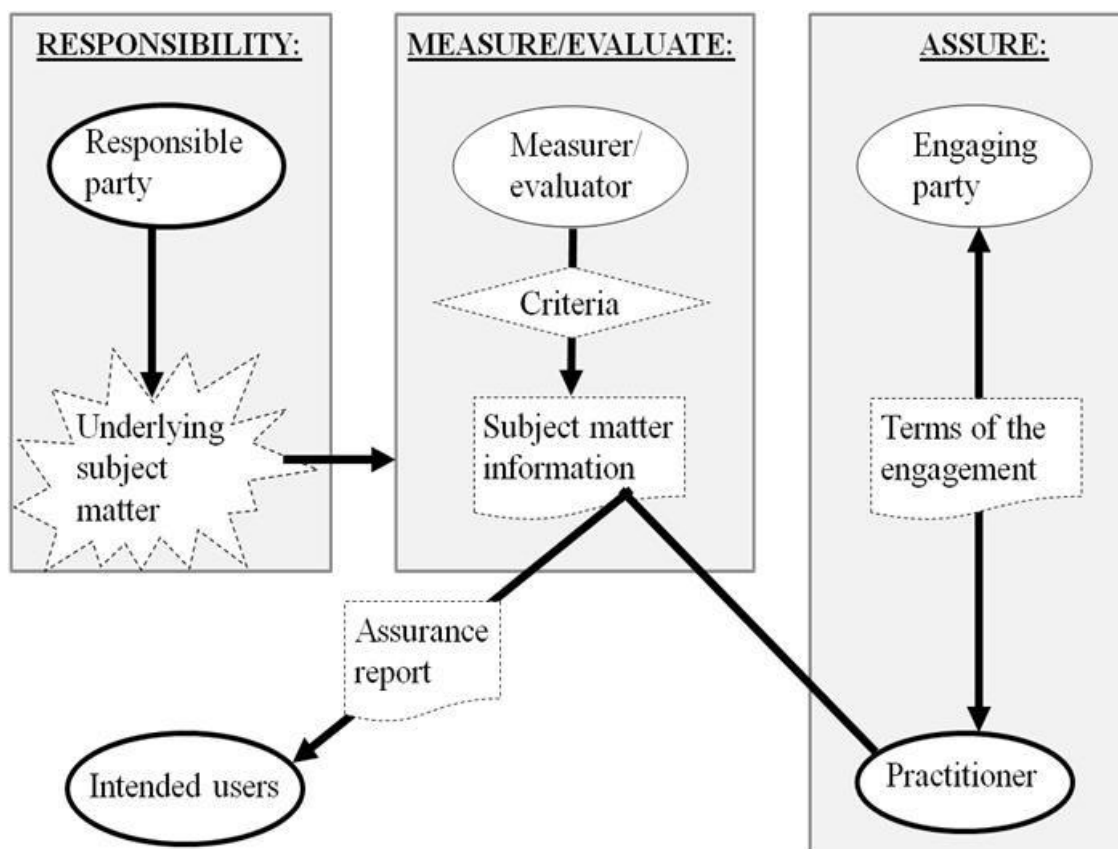 RESPONSIBILITY:
MEASURE/EVALUATE:
ASSURE:
Responsible
party
Measurer/
evaluator
Engaging
party
Criteria
Underlying
subject
matter
Subject matter
information
Terms of the
engagement
Assurance
report
Intended users
Practitioner